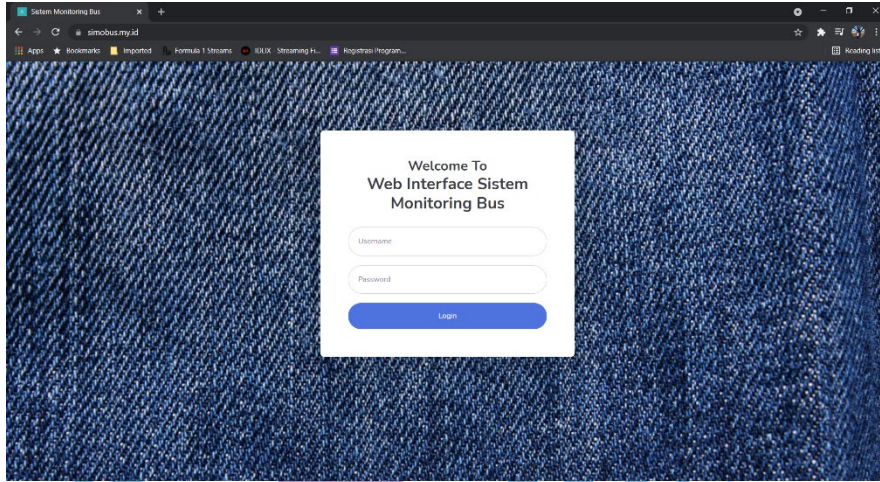 Sistem Monitoring Bus
simobus.my.id
Apps
Bookmarks
Imported
Formula 1 Streams
Streaming Fi...
Registrasi Program...
Reading list
Welcome To
Web Interface Sistem
Monitoring Bus
Username
Password
Login